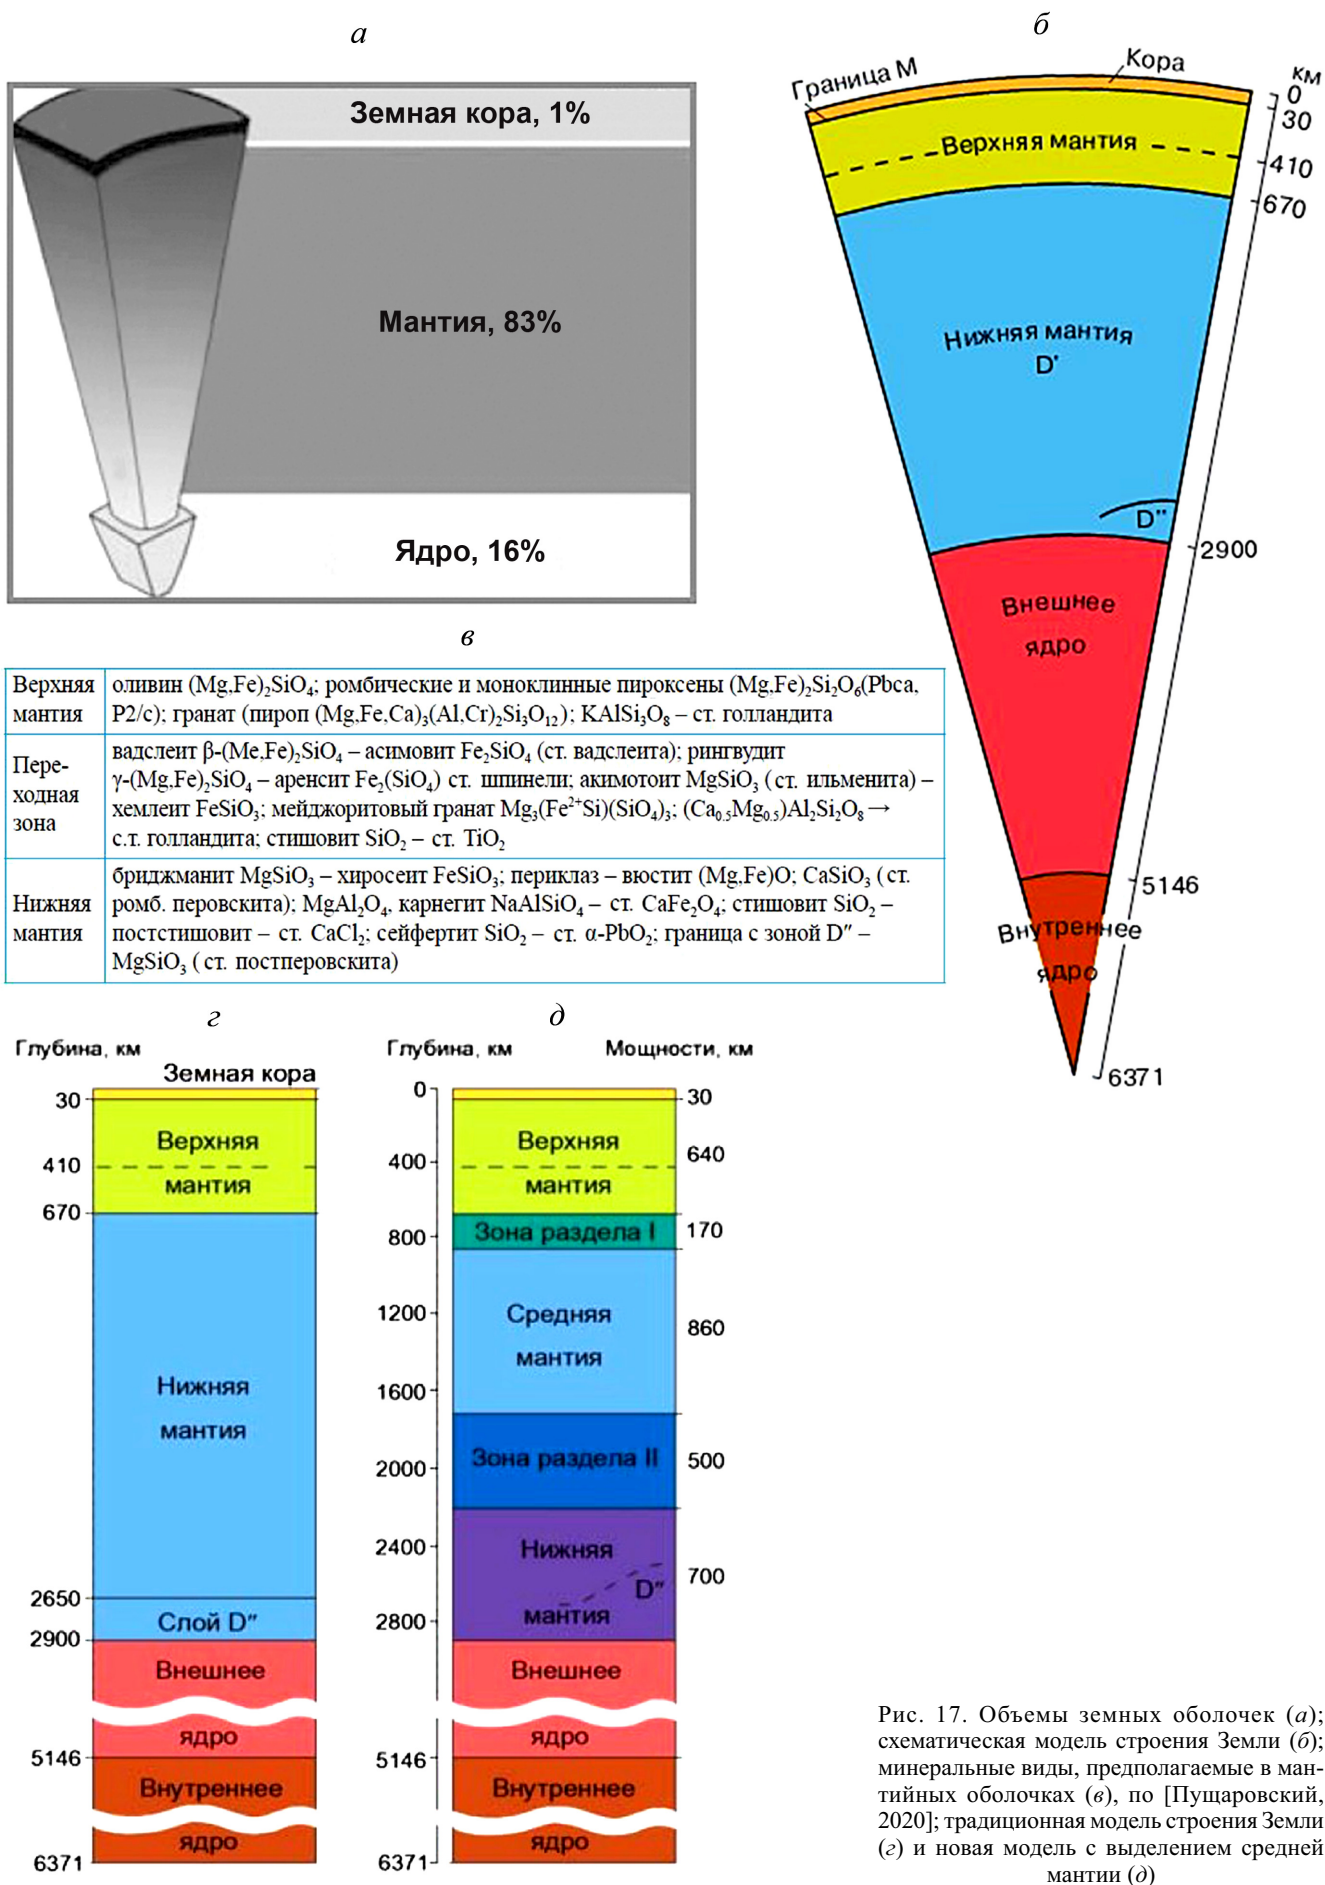 а
Земная кора, 1%
Мантия, 83%
Ядро, 16%
б
Граница М
Кора
км
0
30
Верхняя мантия
410
670
Нижняя мантия
D'
D"
2900
Внешнее
ядро
5146
Внутреннее
ядро
6371
в
Верхняя
мантия
оливин (Mg,Fe)₂SiO₄; ромбические и моноклинные пироксены (Mg,Fe)₂Si₂O₆(Pbca,
P2/c); гранат (пироп (Mg,Fe,Ca)₃(Al,Cr)₂Si₃O₁₂); KAlSi₃O₈ – ст. голландита
Пере-
ходная
зона
вадслеит β-(Me,Fe)₂SiO₄ – асимовит Fe₂SiO₄ (ст. вадслеита); рингвудит
γ-(Mg,Fe)₂SiO₄ – аренсит Fe₂(SiO₄) ст. шпинели; акимотоит MgSiO₃ (ст. ильменита) –
хемлеит FeSiO₃; мейджоритовый гранат Mg₃(Fe²⁺Si)(SiO₄)₃; (Ca₀.₅Mg₀.₅)Al₂Si₂O₈ →
с.т. голландита; стишовит SiO₂ – ст. TiO₂
Нижняя
мантия
бриджманит MgSiO₃ – хиросеит FeSiO₃; периклаз – вюстит (Mg,Fe)O; CaSiO₃ (ст.
ромб. перовскита); MgAl₂O₄, карнегит NaAlSiO₄ – ст. CaFe₂O₄; стишовит SiO₂ –
постстишовит – ст. CaCl₂; сейфертит SiO₂ – ст. α-PbO₂; граница с зоной D″ –
MgSiO₃ (ст. постперовскита)
г
Глубина, км
Земная кора
30
Верхняя
410
мантия
670
Нижняя
мантия
2650
Слой D″
2900
Внешнее
ядро
5146
Внутреннее
ядро
6371
д
Глубина, км
Мощности, км
0
30
Верхняя
640
400
мантия
Зона раздела I
170
800
1200
Средняя
860
мантия
1600
Зона раздела II
500
2000
2400
Нижняя
D″
700
мантия
2800
Внешнее
ядро
5146
Внутреннее
ядро
6371
Рис. 17. Объемы земных оболочек (а);
схематическая модель строения Земли (б);
минеральные виды, предполагаемые в ман-
тийных оболочках (в), по [Пущаровский,
2020]; традиционная модель строения Земли
(г) и новая модель с выделением средней
мантии (д)